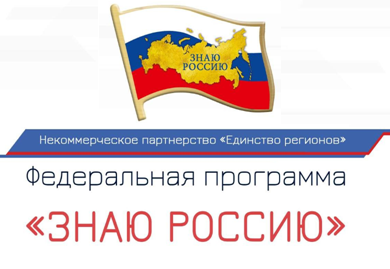 ЗНАЮ
РОССИЮ
Некоммерческое партнерство «Единство регионов»
Федеральная программа
«ЗНАЮ РОССИЮ»